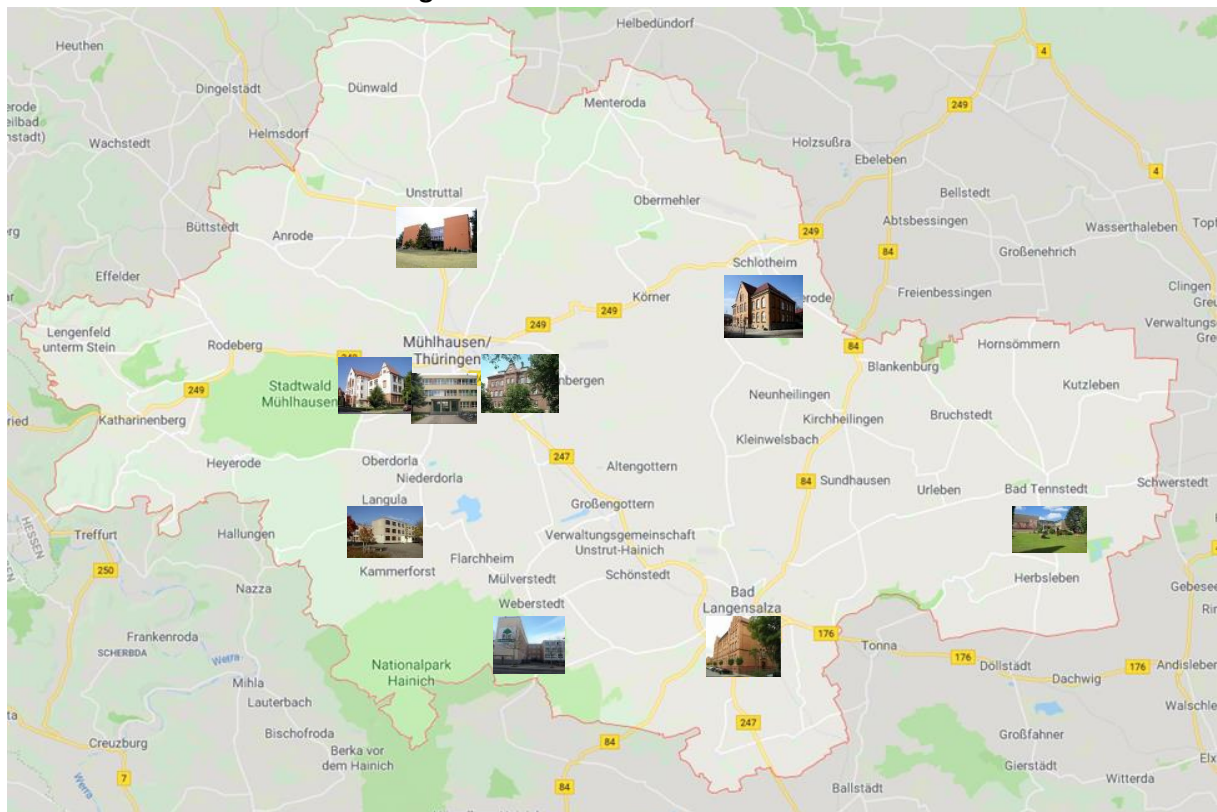 Helbedündorf
Heuthen
4
Dingelstädt
Dünwald
Menteroda
249
Wachstedt
Helmsdorf
Holzsußra
Ebeleben
4
Unstruttal
Obermehler
Bellstedt
Büttstedt
Anrode
249
Abtsbessingen
Wasserthaleben
84
Großenehrich
Effelder
Schlotheim
Körner
Freienbessingen
Clingen
249
249
Lengenfeld
unterm Stein
Rodeberg
Mühlhausen/
Thüringen
84
Hornsömmern
Blankenburg
Stadtwald
Mühlhausen
249
Kutzleben
Neunheilingen
Katharinenberg
Kirchheilingen
Bruchstedt
Kleinwelsbach
Heyerode
Oberdorla
247
Altengottern
Niederdorla
84
Sundhausen
Urleben
Bad Tennstedt
Schwerstedt
Langula
Großengottern
Treffurt
HESSEN
Hallungen
Verwaltungsgemeinschaft
Unstrut-Hainich
Flarchheim
250
Kammerforst
Mülverstedt
Schönstedt
Herbsleben
Nazza
Bad
Langensalza
Weberstedt
176
Frankenroda
SCHERBDA
Tonna
176
Werra
Nationalpark
Hainich
Döllstädt
176
Dachwig
Mihla
Lauterbach
247
Bischofroda
Großfahner
Creuzburg
84
Berka vor
dem Hainich
Gierstädt
7
Witterda
Werra
84
Ballstädt